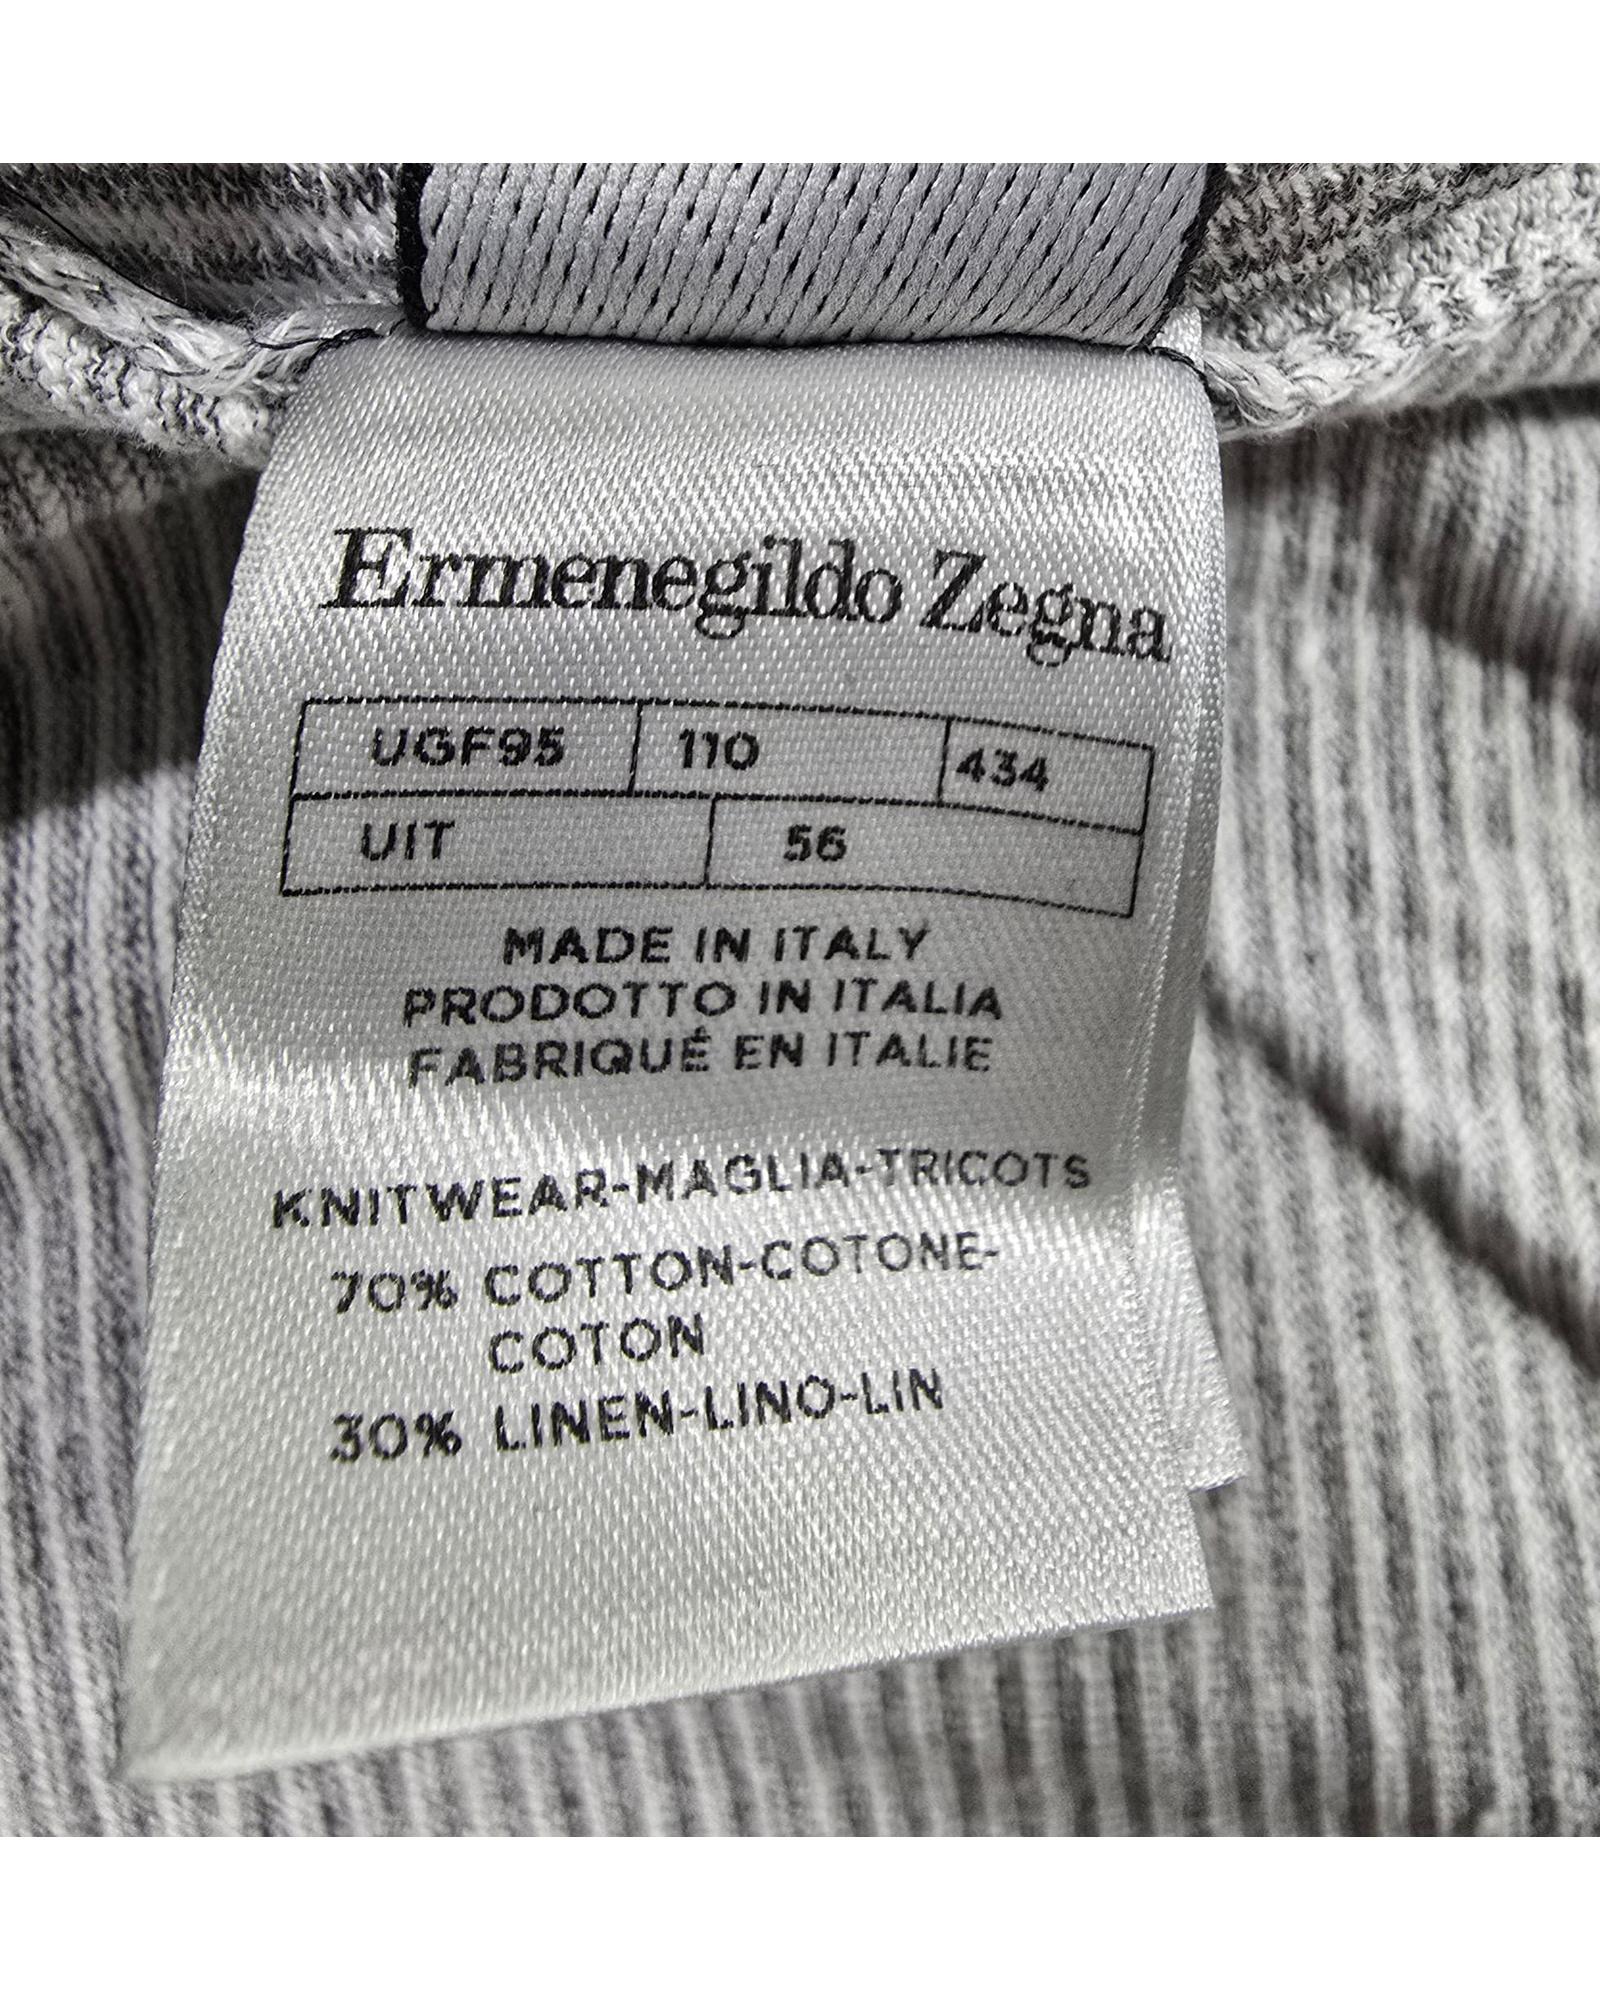 Ermenegildo Zegna
UGF95 110 434
UIT 56
MADE IN ITALY
PRODOTTO IN ITALIA
FABRIQUÉ EN ITALIE
KNITWEAR-MAGLIA-TRICOTS
70% COTTON-COTONE-
COTON
30% LINEN-LINO-LIN